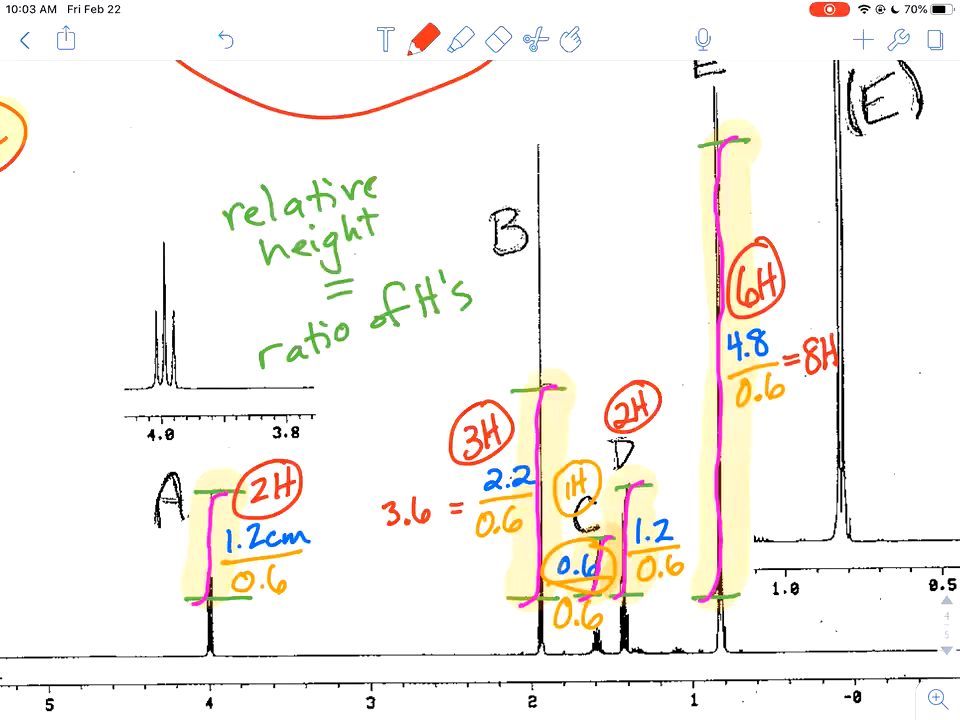 10:03 AM Fri Feb 22
70%
T
E
(E)
relative
height
=
ratio of H's
B
6H
4.8
0.6
=8H
4.0 3.8
A
2H
1.2cm
0.6
3H
3.6 = 2.2
0.6
1H
C
0.6
0.6
2H
D
1.2
0.6
1.0 0.5
5 4 3 2 1 -0